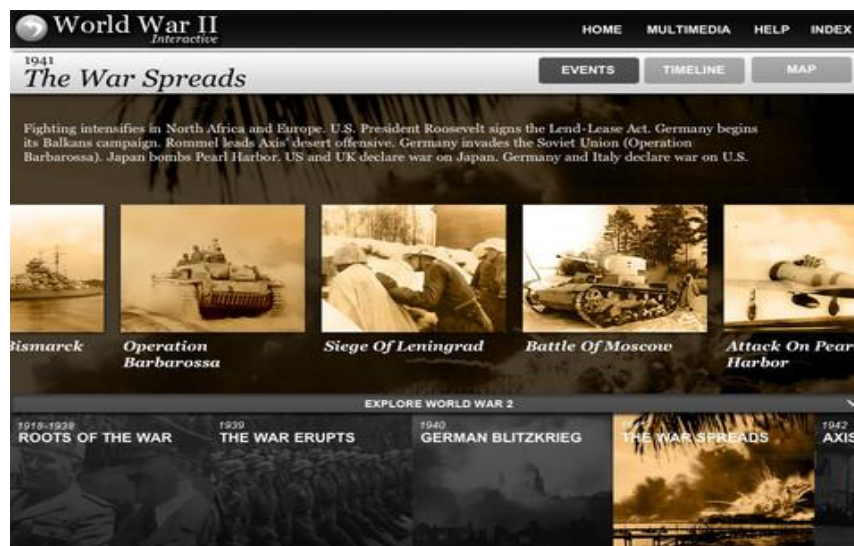 World War II
Interactive
HOME MULTIMEDIA HELP INDEX
1941
The War Spreads
EVENTS TIMELINE MAP
Fighting intensifies in North Africa and Europe. U.S. President Roosevelt signs the Lend-Lease Act. Germany begins
its Balkans campaign. Rommel leads Axis' desert offensive. Germany invades the Soviet Union (Operation
Barbarossa). Japan bombs Pearl Harbor. US and UK declare war on Japan. Germany and Italy declare war on U.S.
Bismarck
Operation
Barbarossa
Siege Of Leningrad
Battle Of Moscow
Attack On Pear
Harbor
EXPLORE WORLD WAR 2
1918-1938
ROOTS OF THE WAR
1939
THE WAR ERUPTS
1940
GERMAN BLITZKRIEG
1941
THE WAR SPREADS
1942
AXIS